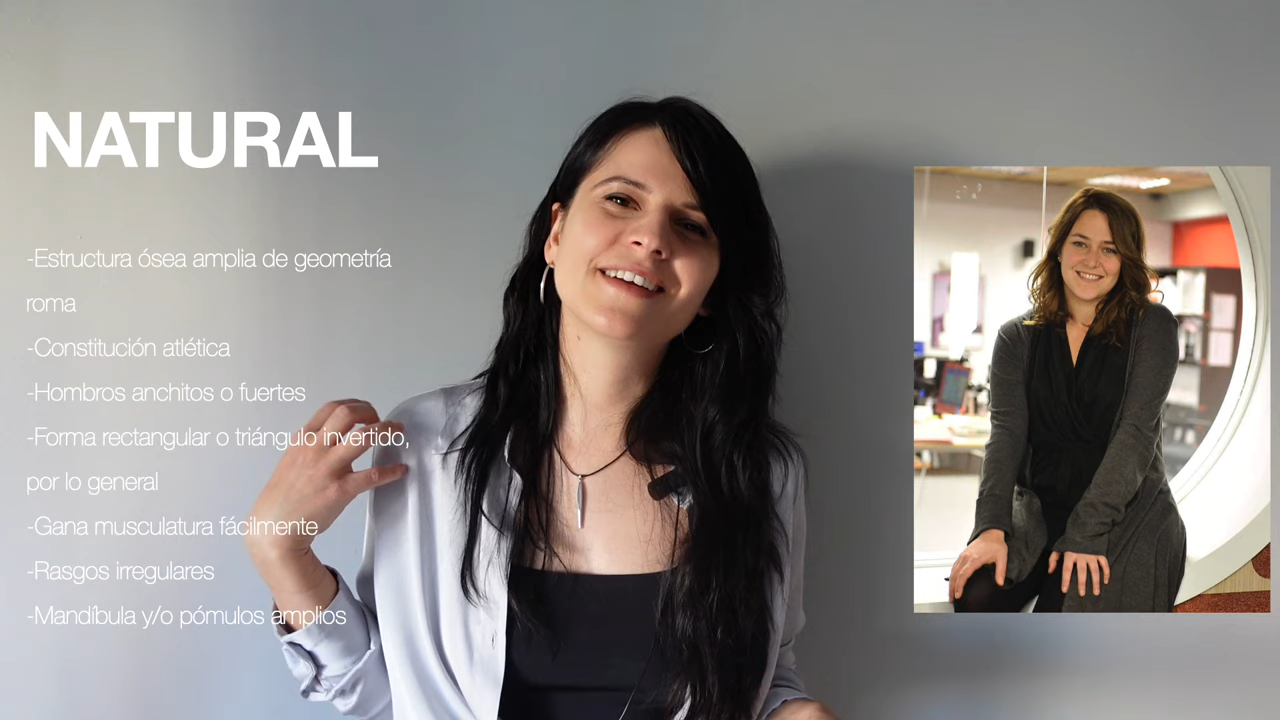 NATURAL
-Estructura ósea amplia de geometría
roma
-Constitución atlética
-Hombros anchitos o fuertes
-Forma rectangular o triángulo invertido,
por lo general
-Gana musculatura fácilmente
-Rasgos irregulares
-Mandíbula y/o pómulos amplios